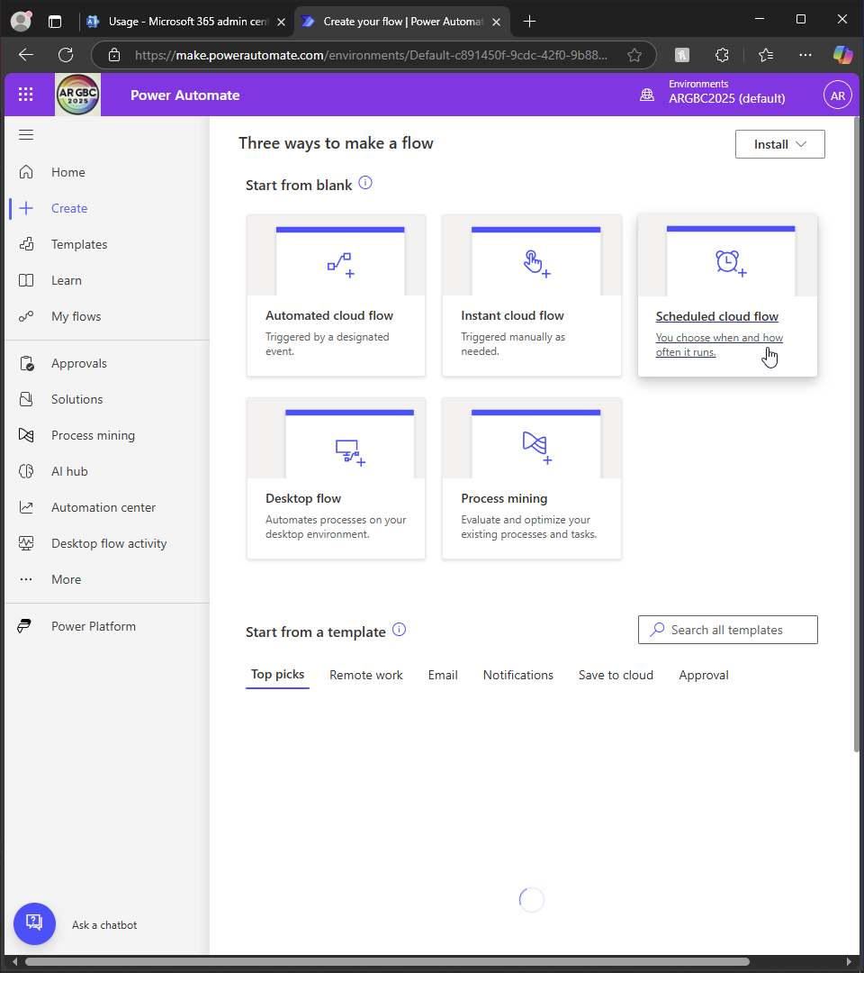 Usage - Microsoft 365 admin cent
Create your flow | Power Automat
https://make.powerautomate.com/environments/Default-c891450f-9cdc-42f0-9b88...
AR GBC
2025
Power Automate
Environments
ARGBC2025 (default)
AR
Home
Create
Templates
Learn
My flows
Approvals
Solutions
Process mining
AI hub
Automation center
Desktop flow activity
More
Power Platform
Ask a chatbot
Three ways to make a flow
Install
Start from blank
Automated cloud flow
Triggered by a designated
event.
Instant cloud flow
Triggered manually as
needed.
Scheduled cloud flow
You choose when and how
often it runs.
Desktop flow
Automates processes on your
desktop environment.
Process mining
Evaluate and optimize your
existing processes and tasks.
Start from a template
Search all templates
Top picks Remote work Email Notifications Save to cloud Approval